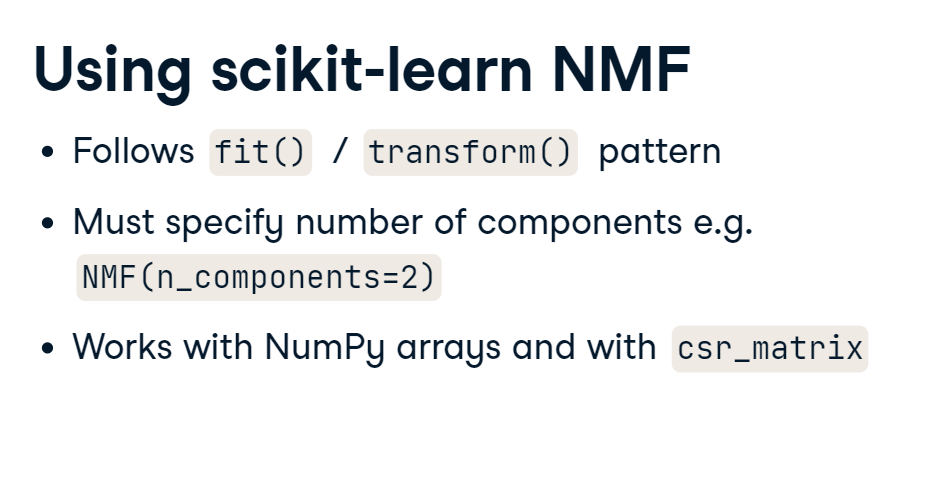 Using scikit-learn NMF
• Follows fit() / transform() pattern
• Must specify number of components e.g.
NMF(n_components=2)
• Works with NumPy arrays and with csr_matrix